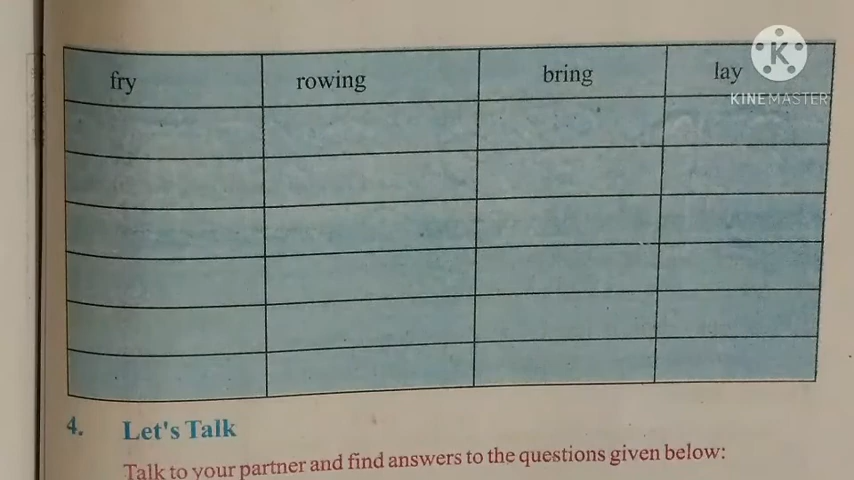 fry rowing bring lay
K
KINEMASTER
4. Let's Talk
Talk to your partner and find answers to the questions given below: